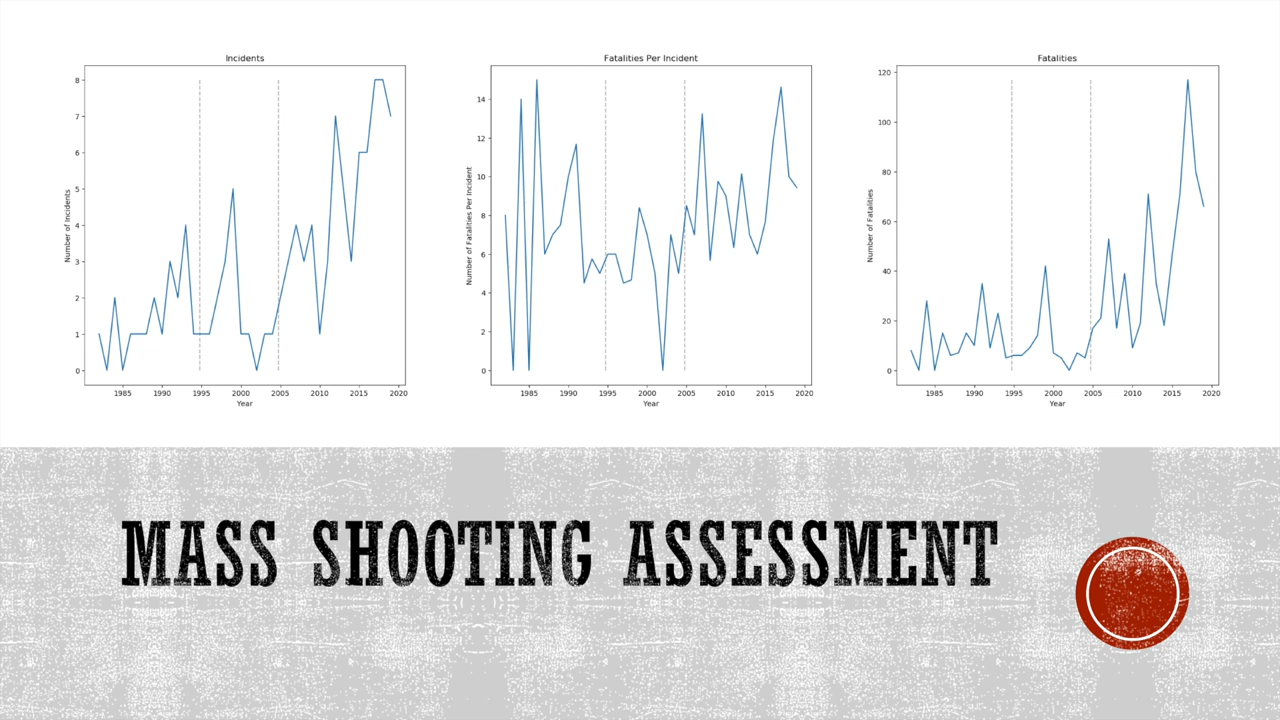 Incidents
Number of Incidents
8
7
6
5
4
3
2
1
0
1985 1990 1995 2000 2005 2010 2015 2020
Year
Fatalities Per Incident
Number of Fatalities Per Incident
14
12
10
8
6
4
2
0
1985 1990 1995 2000 2005 2010 2015 2020
Year
Fatalities
Number of Fatalities
120
100
80
60
40
20
0
1985 1990 1995 2000 2005 2010 2015 2020
Year
MASS SHOOTING ASSESSMENT